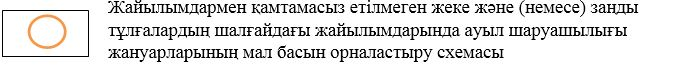 Жайылымдармен қамтамасыз етілмеген жеке және (немесе) заңды
тұлғалардың шалғайдағы жайылымдарында ауыл шаруашылығы
жануарларының мал басын орналастыру схемасы